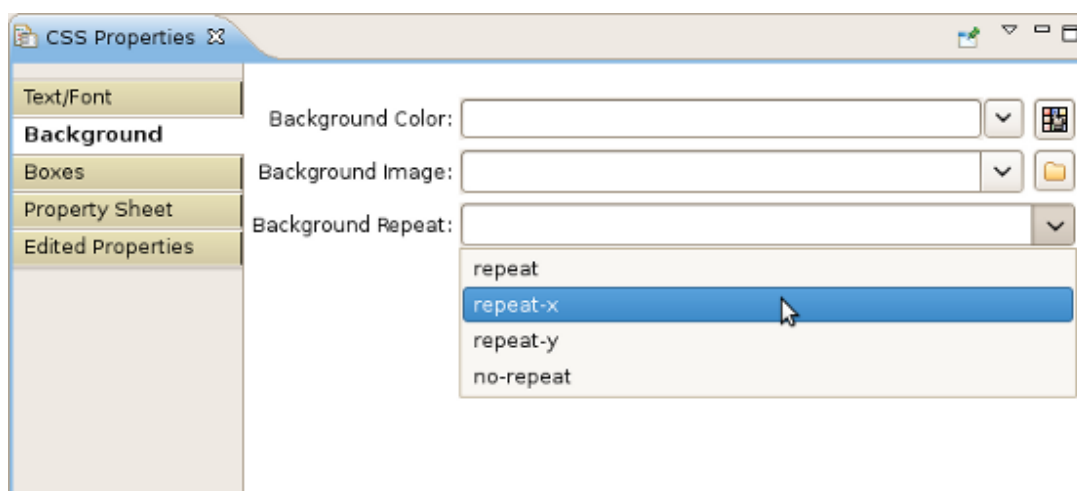 CSS Properties
Text/Font
Background
Boxes
Property Sheet
Edited Properties
Background Color:
Background Image:
Background Repeat:
repeat
repeat-x
repeat-y
no-repeat